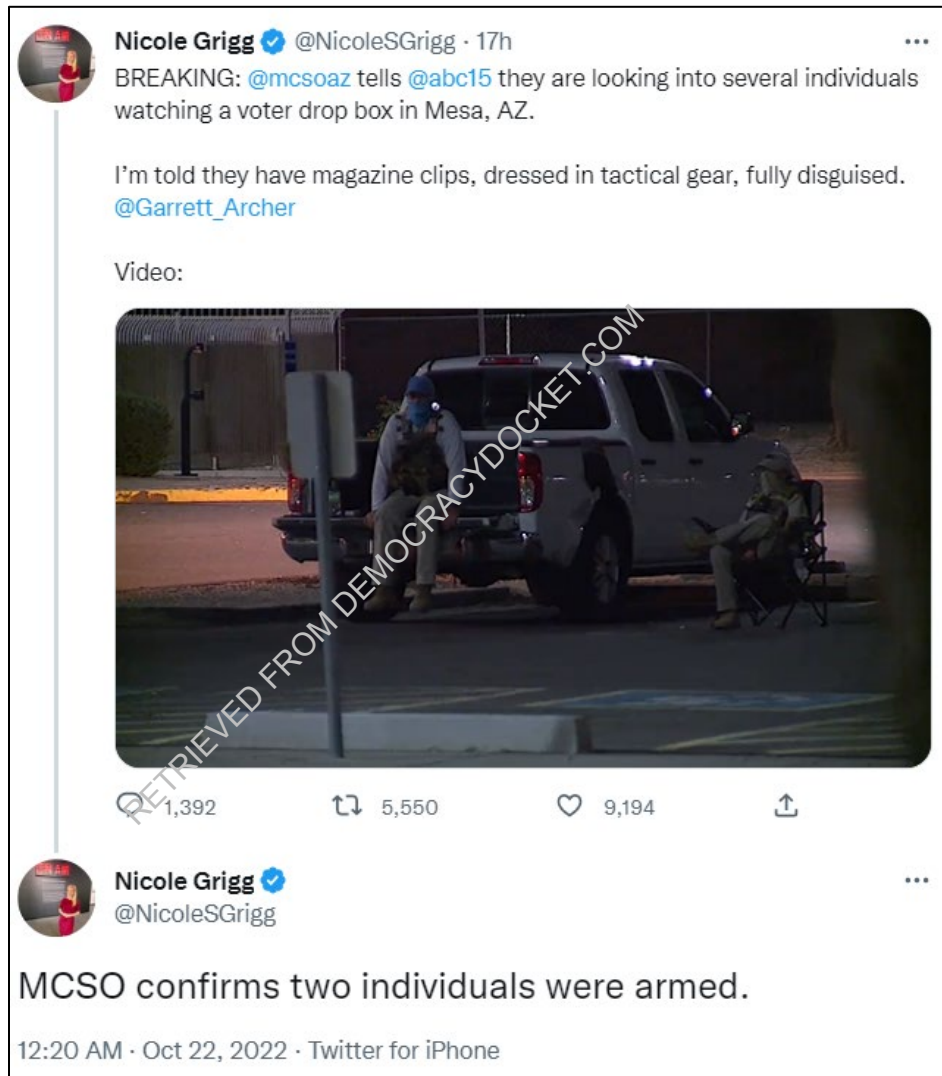 Nicole Grigg @NicoleSGrigg · 17h
BREAKING: @mcsoaz tells @abc15 they are looking into several individuals
watching a voter drop box in Mesa, AZ.
I'm told they have magazine clips, dressed in tactical gear, fully disguised.
@Garrett_Archer
Video:
RETRIEVED FROM DEMOCRACYDOCKET.COM
1,392 5,550 9,194
Nicole Grigg
@NicoleSGrigg
MCSO confirms two individuals were armed.
12:20 AM · Oct 22, 2022 · Twitter for iPhone